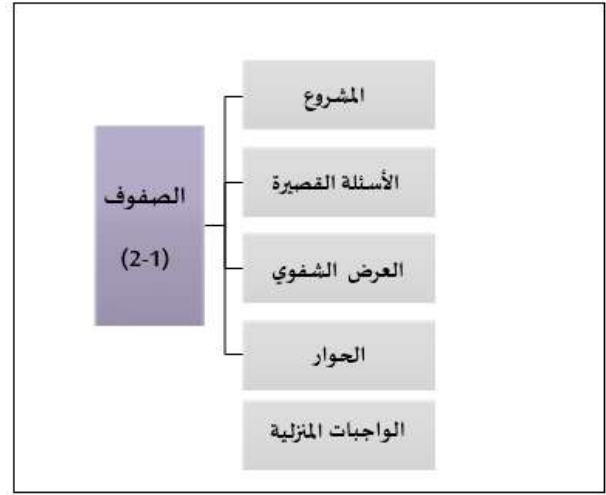 الصفوف
(2-1)
المشروع
الأسئلة القصيرة
العرض الشفوي
الحوار
الواجبات المنزلية